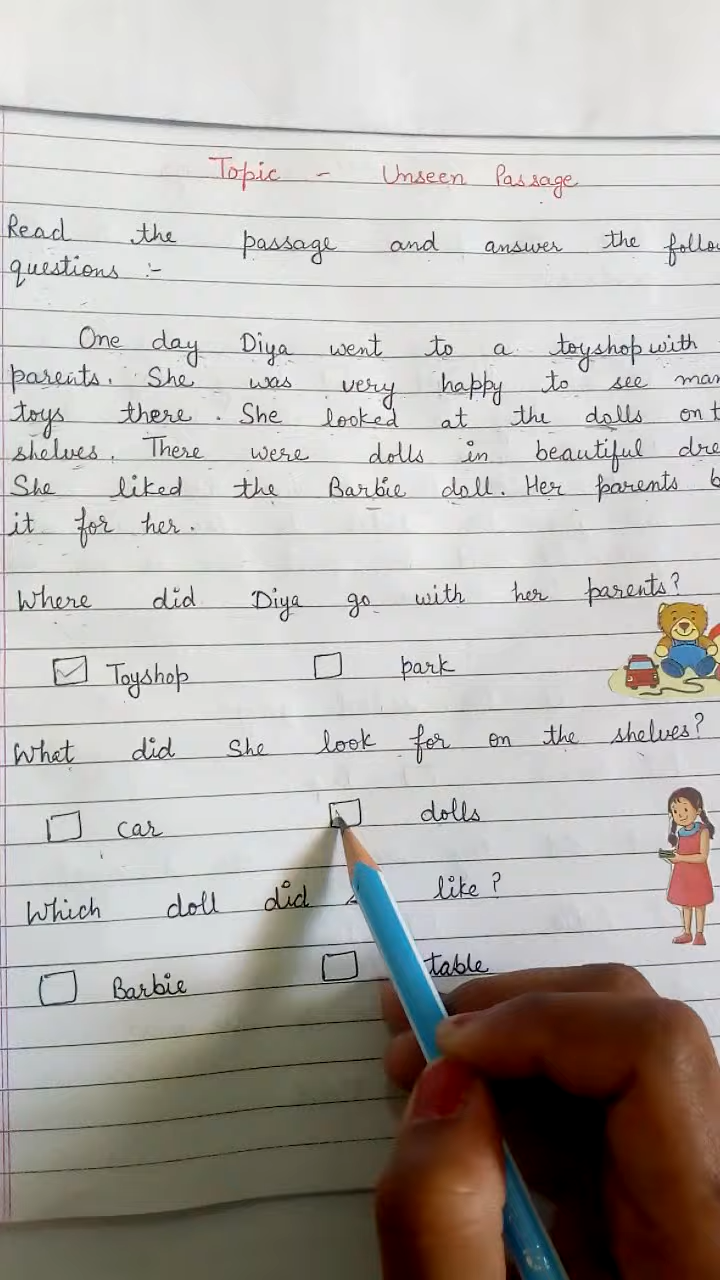 Topic - Unseen Passage
Read the passage and answer the
questions :-
One day Diya went to a toyshop with
parents. She was very happy to see
toys there. She looked at the dolls on
shelves. There were dolls in beautiful
She liked the Barbie doll. Her parents
it for her.
Where did Diya go with her parents?
Toyshop park
What did she look for on the shelves?
car dolls
Which doll did like?
Barbie table